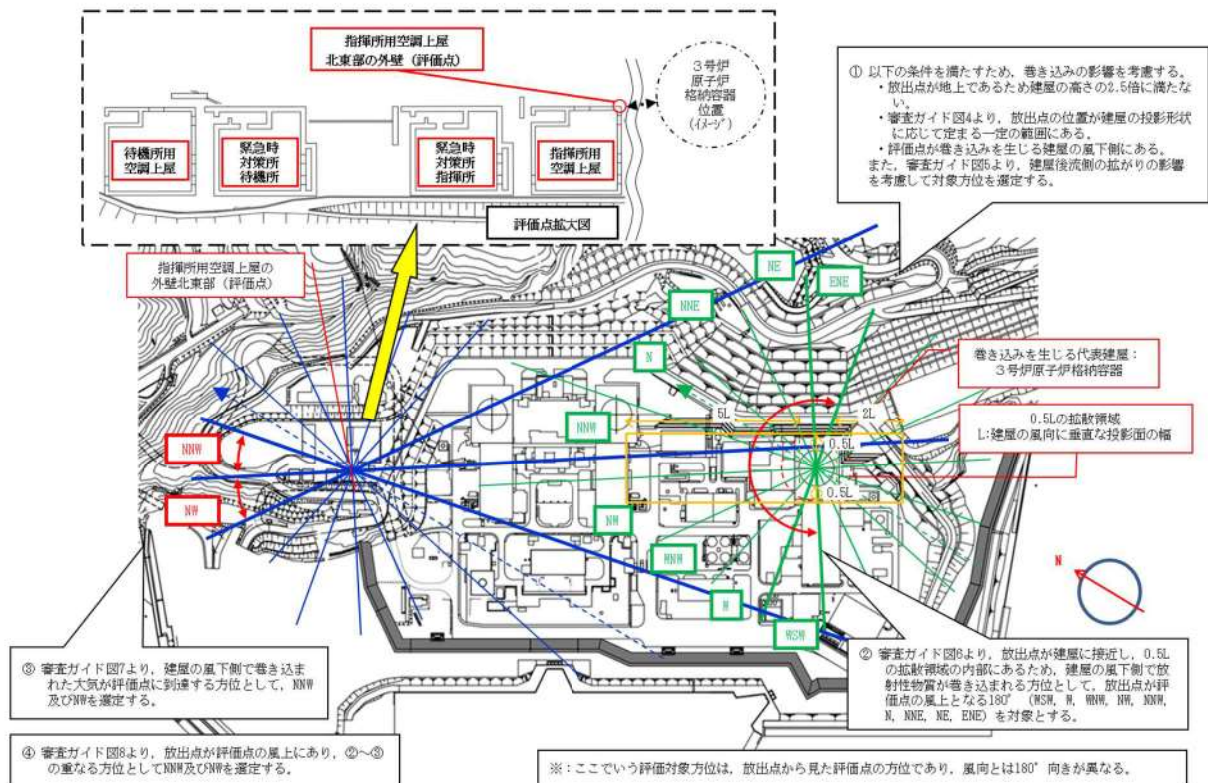 指揮所用空調上屋
北東部の外壁（評価点）
３号炉
原子炉
格納容器
位置
(イメージ)
待機所用
空調上屋
緊急時
対策所
待機所
緊急時
対策所
指揮所
指揮所用
空調上屋
評価点拡大図
① 以下の条件を満たすため，巻き込みの影響を考慮する。
・放出点が地上であるため建屋の高さの2.5倍に満たな
い。
・審査ガイド図4より，放出点の位置が建屋の投影形状
に応じて定まる一定の範囲にある。
・評価点が巻き込みを生じる建屋の風下側にある。
また，審査ガイド図5より，建屋後流側の拡がりの影響
を考慮して対象方位を選定する。
指揮所用空調上屋の
外壁北東部（評価点）
NE
ENE
NNE
N
巻き込みを生じる代表建屋：
３号炉原子炉格納容器
5L
2L
NNW
0.5Lの拡散領域
L:建屋の風向に垂直な投影面の幅
0.5L
NNW
0.5L
NW
NW
WNW
W
WSW
N
③ 審査ガイド図7より，建屋の風下側で巻き込ま
れた大気が評価点に到達する方位として，NNW
及びNWを選定する。
② 審査ガイド図6より，放出点が建屋に接近し，0.5L
の拡散領域の内部にあるため，建屋の風下側で放
射性物質が巻き込まれる方位として，放出点が評
価点の風上となる180°（WSW, W, WNW, NW, NNW,
N, NNE, NE, ENE）を対象とする。
④ 審査ガイド図8より，放出点が評価点の風上にあり，②～③
の重なる方位としてNNW及びNWを選定する。
※：ここでいう評価対象方位は，放出点から見た評価点の方位であり，風向とは180°向きが異なる。